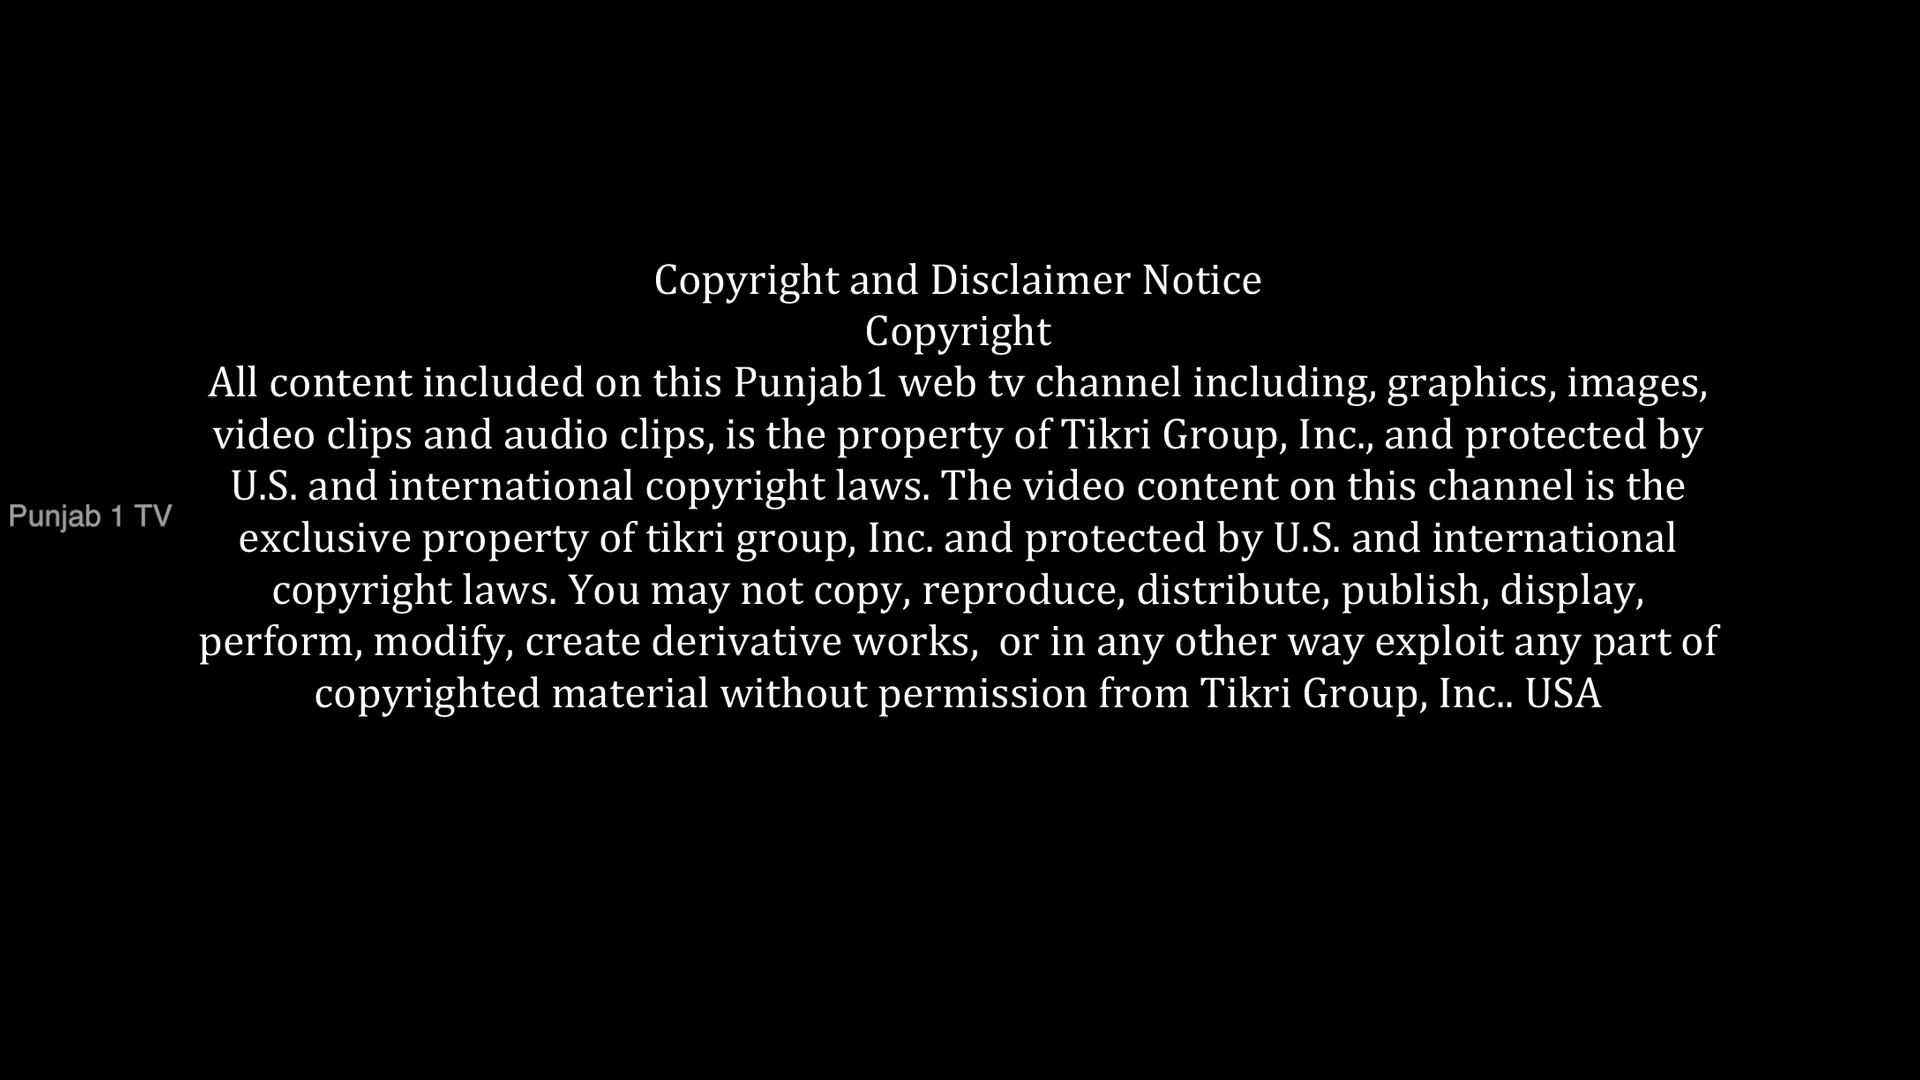 Copyright and Disclaimer Notice
Copyright
All content included on this Punjab1 web tv channel including, graphics, images,
video clips and audio clips, is the property of Tikri Group, Inc., and protected by
U.S. and international copyright laws. The video content on this channel is the
Punjab 1 TV
exclusive property of tikri group, Inc. and protected by U.S. and international
copyright laws. You may not copy, reproduce, distribute, publish, display,
perform, modify, create derivative works,  or in any other way exploit any part of
copyrighted material without permission from Tikri Group, Inc.. USA